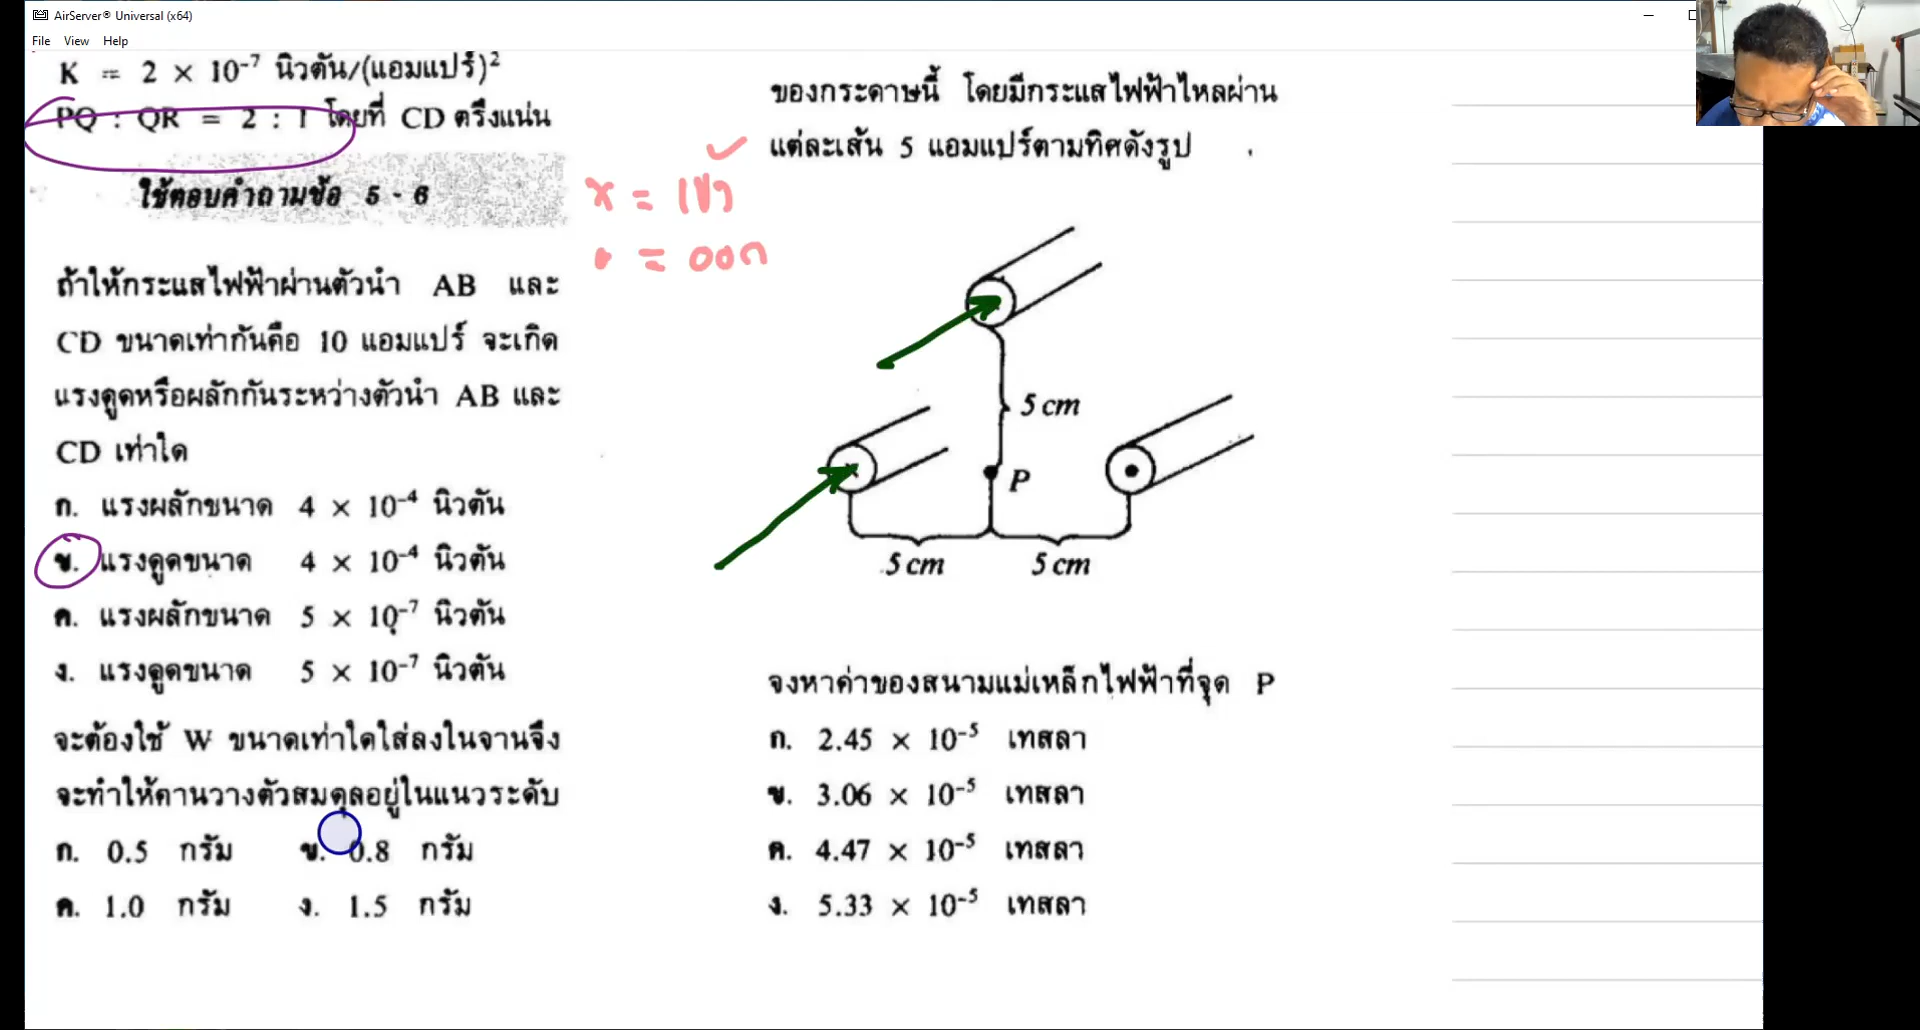 AirServer® Universal (x64)
File View Help
K = 2 × 10⁻⁷ นิวตัน/(แอมแปร์)²
PQ : QR = 2 : 1 โดยที่ CD ตรึงแน่น
ใช้ตอบคำถามข้อ 5 - 6
ถ้าให้กระแสไฟฟ้าผ่านตัวนำ AB และ
CD ขนาดเท่ากันคือ 10 แอมแปร์ จะเกิด
แรงดูดหรือผลักกันระหว่างตัวนำ AB และ
CD เท่าใด
ก. แรงผลักขนาด 4 × 10⁻⁴ นิวตัน
ข. แรงดูดขนาด 4 × 10⁻⁴ นิวตัน
ค. แรงผลักขนาด 5 × 10⁻⁷ นิวตัน
ง. แรงดูดขนาด 5 × 10⁻⁷ นิวตัน
จะต้องใช้ W ขนาดเท่าใดใส่ลงในจานจึง
จะทำให้คานวางตัวสมดุลอยู่ในแนวระดับ
ก. 0.5 กรัม ข. 0.8 กรัม
ค. 1.0 กรัม ง. 1.5 กรัม
x = เข้า
• = ออก
ของกระดาษนี้ โดยมีกระแสไฟฟ้าไหลผ่าน
แต่ละเส้น 5 แอมแปร์ตามทิศดังรูป
5 cm
P
5 cm 5 cm
จงหาค่าของสนามแม่เหล็กไฟฟ้าที่จุด P
ก. 2.45 × 10⁻⁵ เทสลา
ข. 3.06 × 10⁻⁵ เทสลา
ค. 4.47 × 10⁻⁵ เทสลา
ง. 5.33 × 10⁻⁵ เทสลา